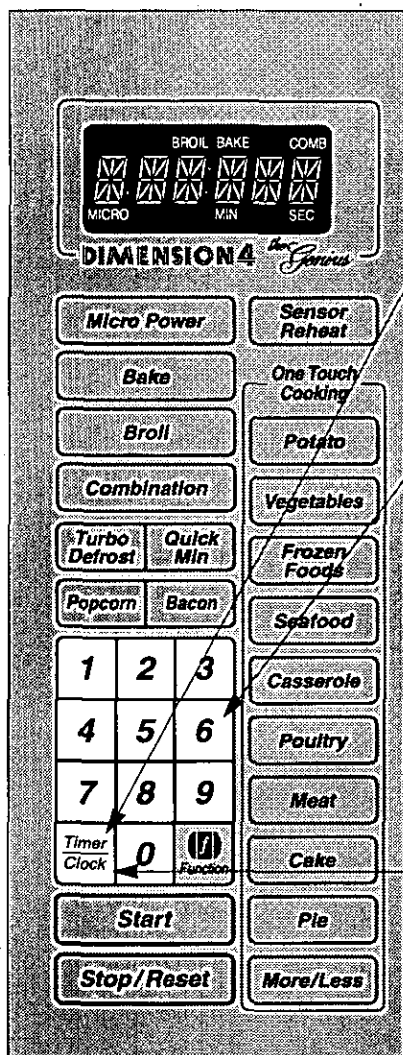 BROIL BAKE COMB
MICRO MIN SEC
DIMENSION 4 the Genius
Micro Power
Bake
Broil
Combination
Turbo
Defrost
Quick
Min
Popcorn
Bacon
1 2 3
4 5 6
7 8 9
Timer
Clock
0
Function
Start
Stop/Reset
Sensor
Reheat
One Touch
Cooking
Potato
Vegetables
Frozen
Foods
Seafood
Casserole
Poultry
Meat
Cake
Pie
More/Less